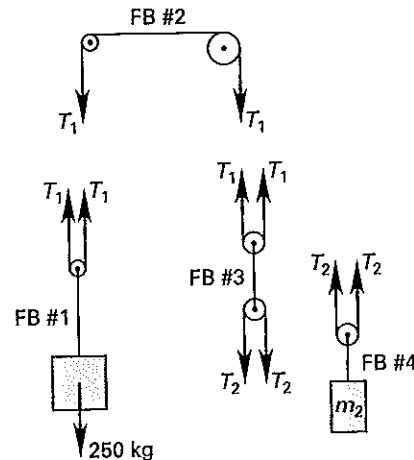 FB #2
T₁ T₁
T₁ T₁
T₁ T₁
T₂ T₂
FB #3
FB #1
FB #4
T₂ T₂
m₂
250 kg